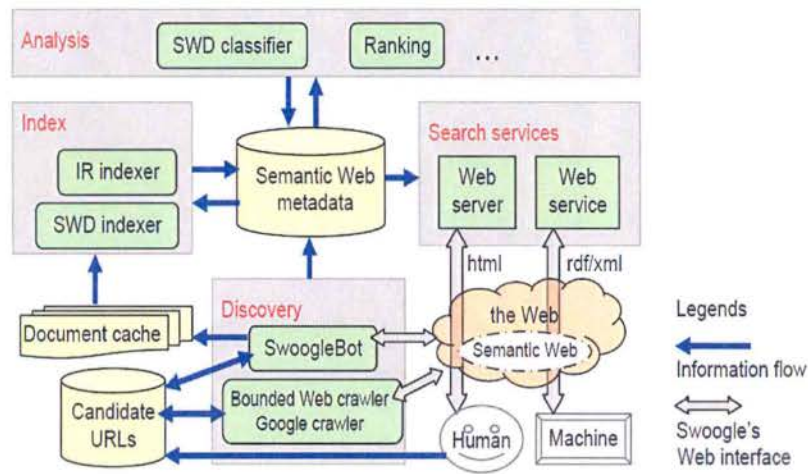 Analysis
SWD classifier
Ranking
...
Index
IR indexer
SWD indexer
Semantic Web
metadata
Search services
Web
server
Web
service
html
rdf/xml
Document cache
Discovery
SwoogleBot
Bounded Web crawler
Google crawler
Candidate
URLs
the Web
Semantic Web
Human
Machine
Legends
Information flow
Swoogle's
Web interface